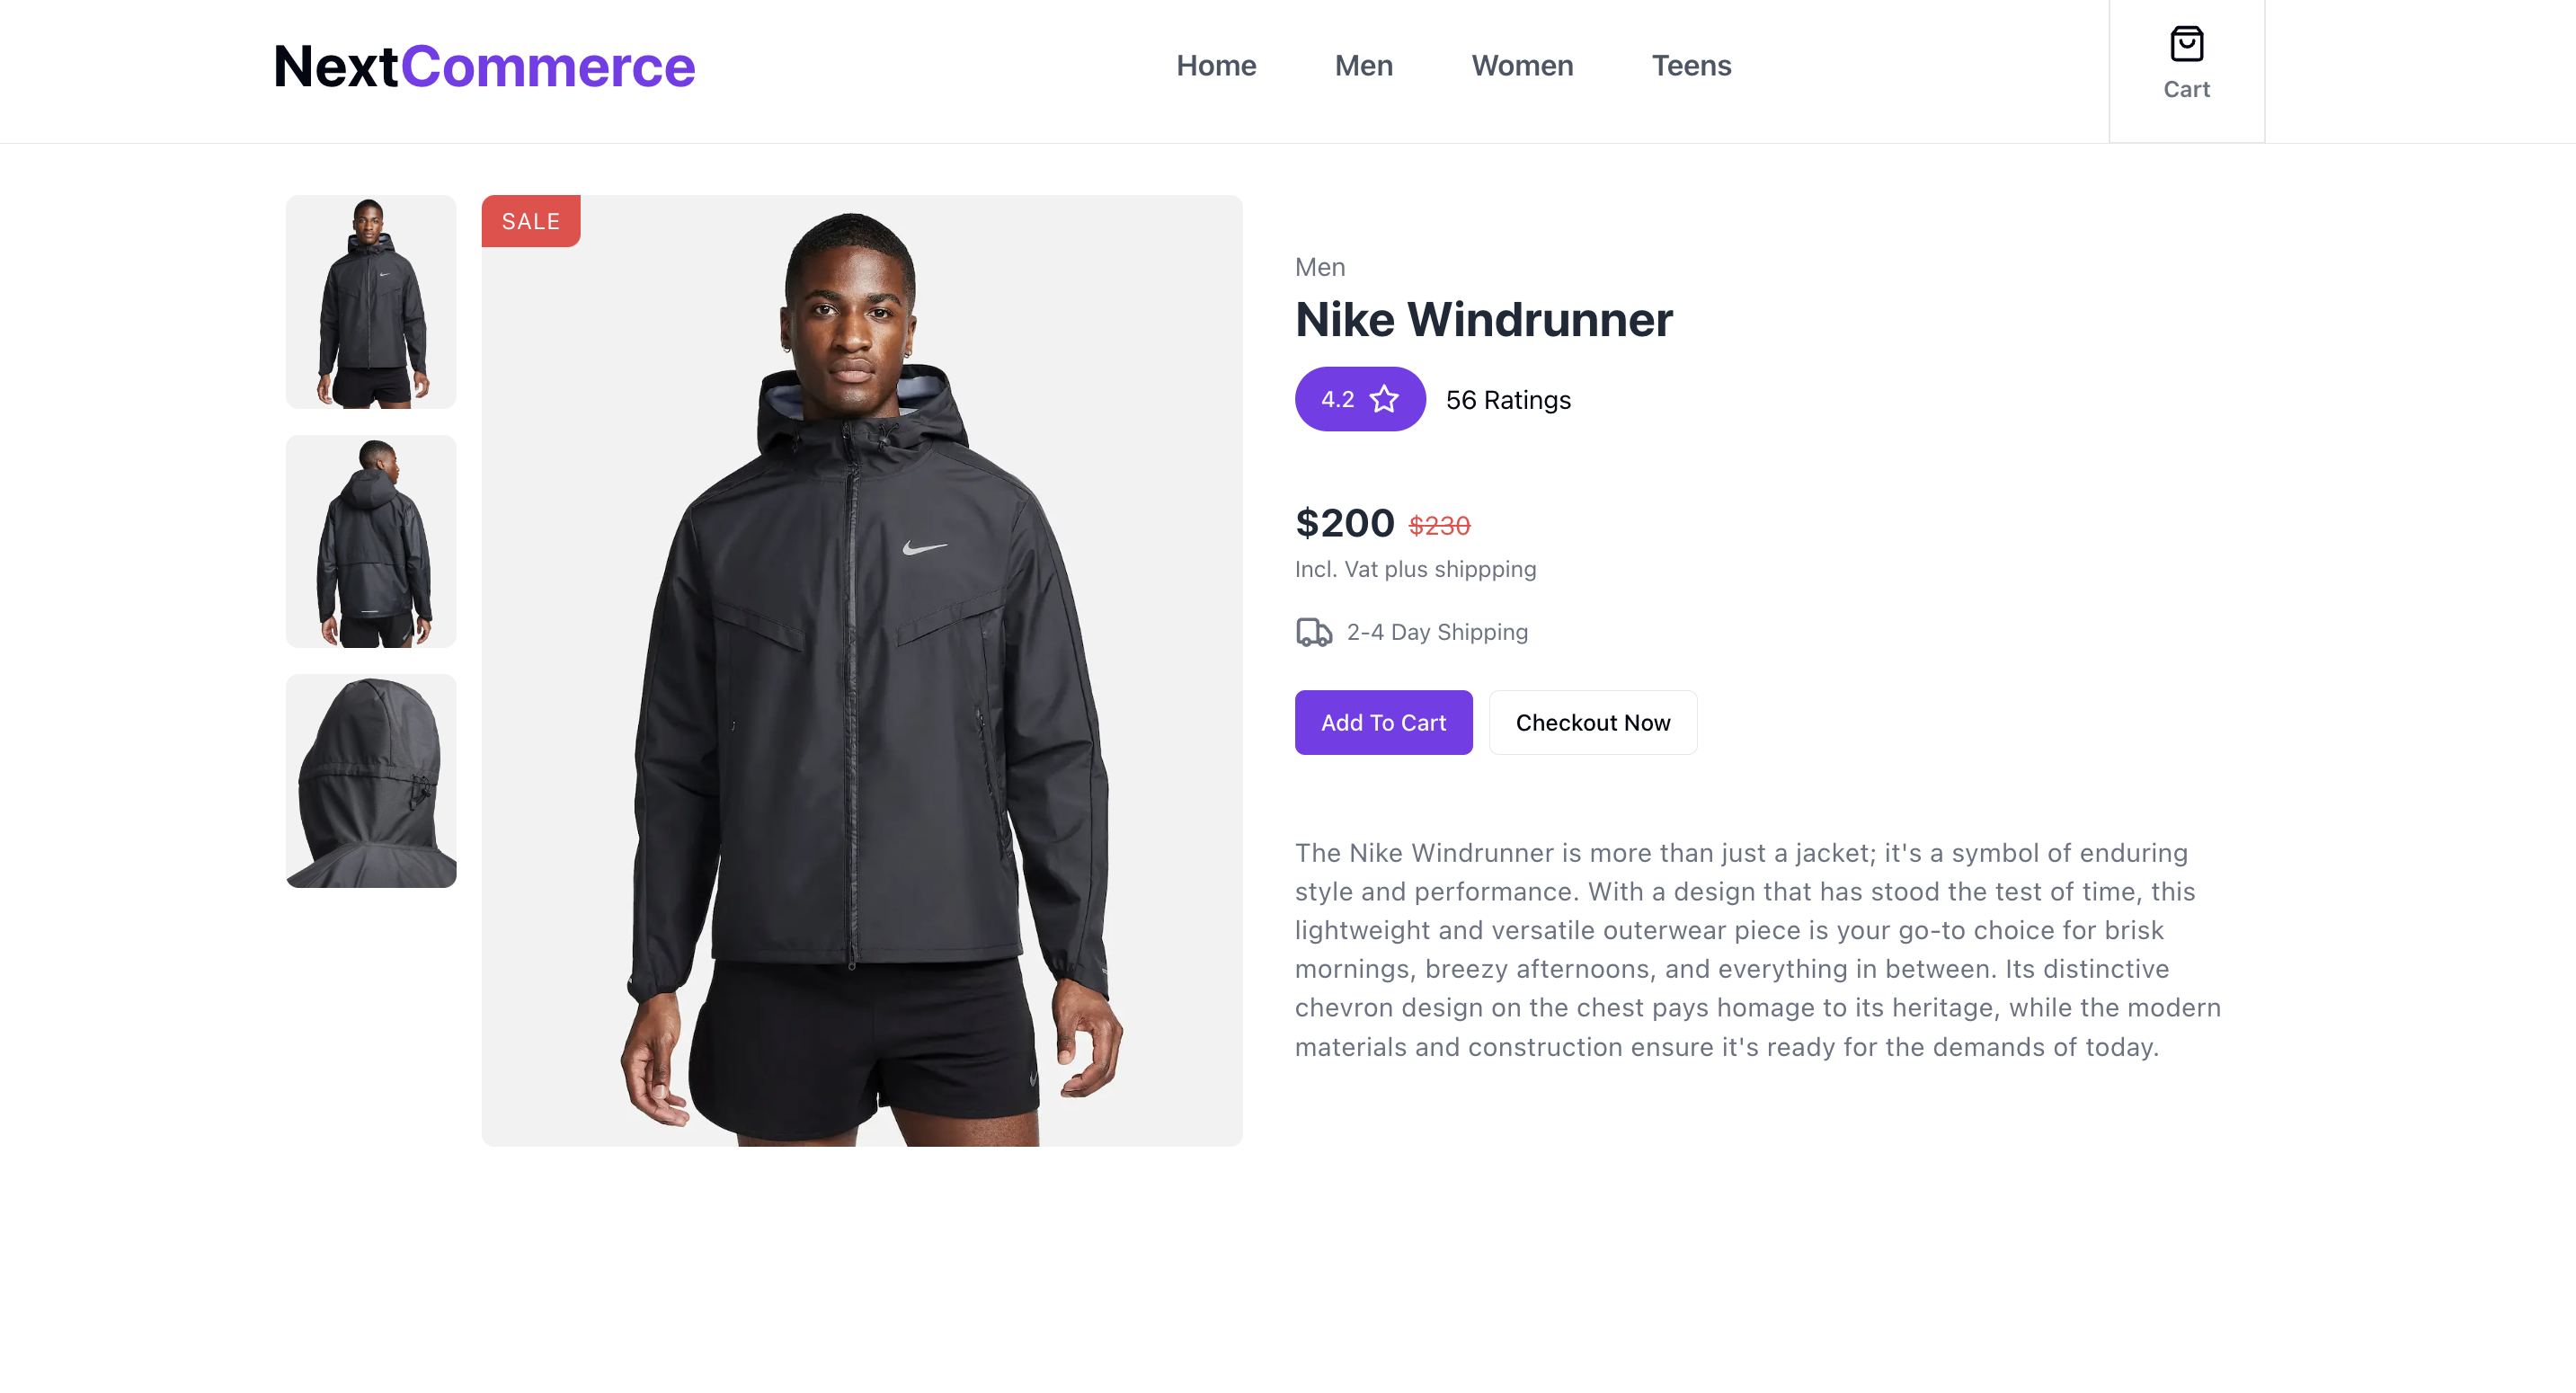 NextCommerce
Home
Men
Women
Teens
Cart
SALE
Men
Nike Windrunner
4.2
56 Ratings
$200 $230
Incl. Vat plus shippping
2-4 Day Shipping
Add To Cart
Checkout Now
The Nike Windrunner is more than just a jacket; it's a symbol of enduring
style and performance. With a design that has stood the test of time, this
lightweight and versatile outerwear piece is your go-to choice for brisk
mornings, breezy afternoons, and everything in between. Its distinctive
chevron design on the chest pays homage to its heritage, while the modern
materials and construction ensure it's ready for the demands of today.